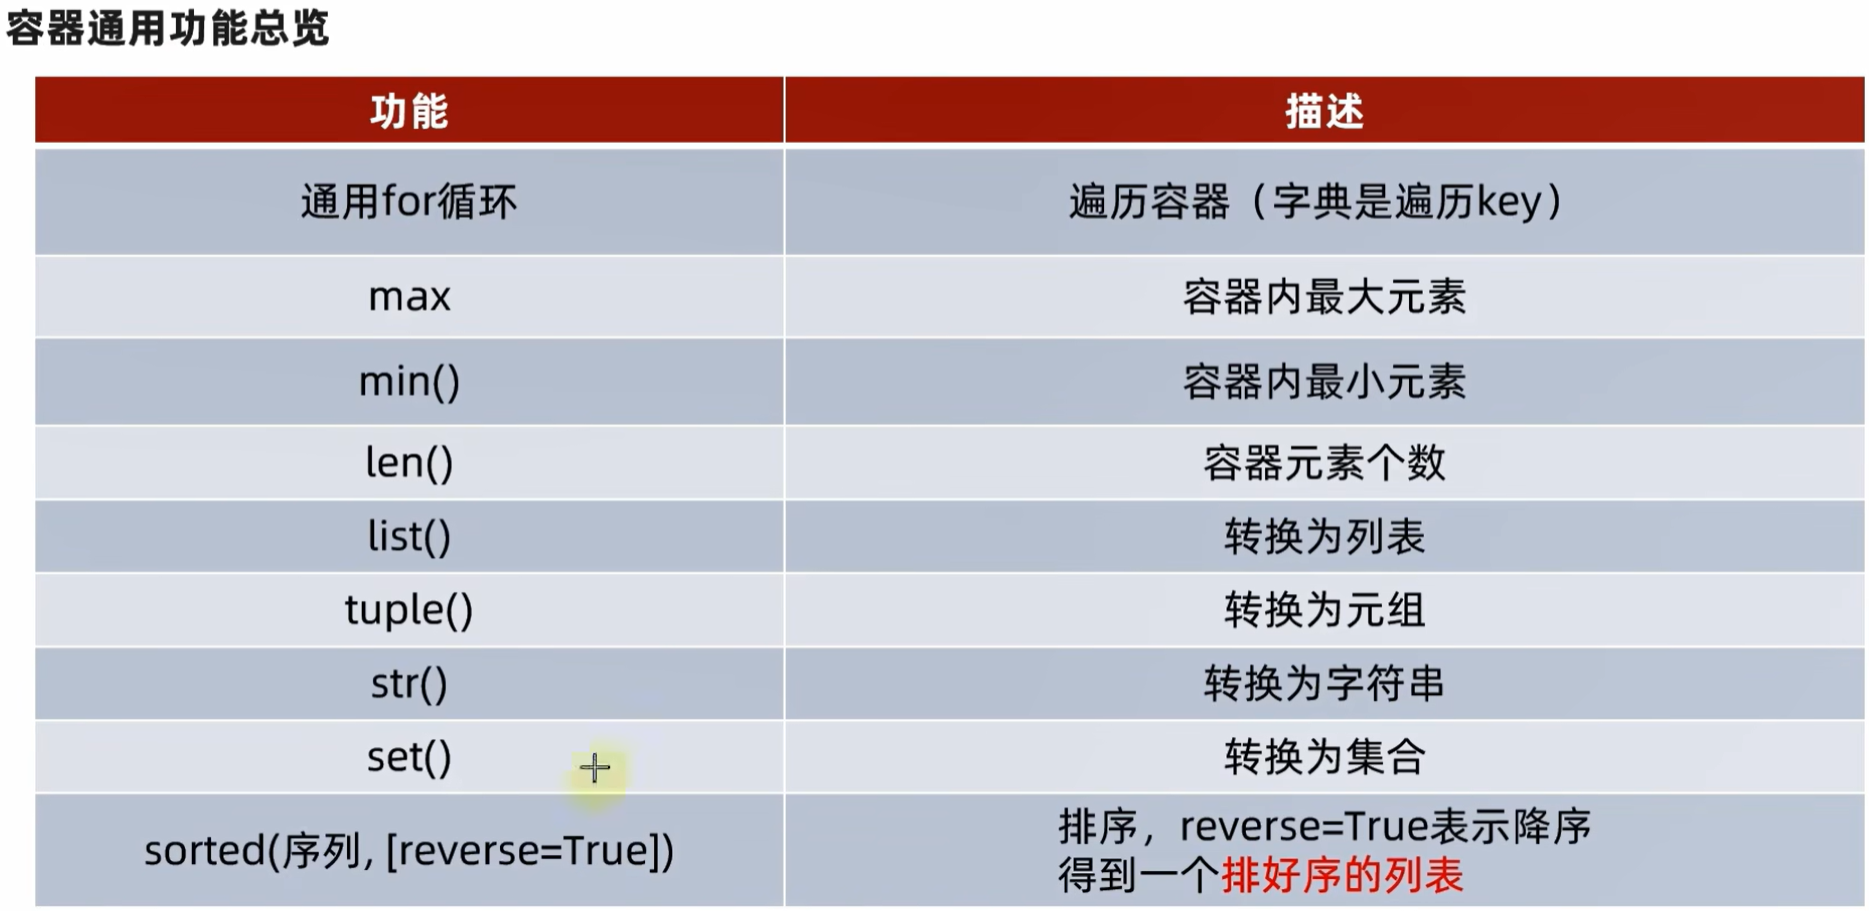 容器通用功能总览
功能 描述
通用for循环 遍历容器（字典是遍历key）
max 容器内最大元素
min() 容器内最小元素
len() 容器元素个数
list() 转换为列表
tuple() 转换为元组
str() 转换为字符串
set() 转换为集合
sorted(序列, [reverse=True]) 排序，reverse=True表示降序
得到一个排好序的列表